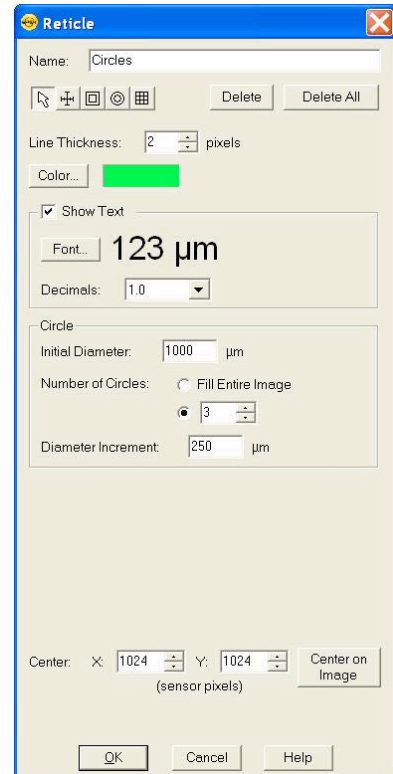 Reticle
Name: Circles
Delete Delete All
Line Thickness: 2 pixels
Color...
Show Text
Font... 123 µm
Decimals: 1.0
Circle
Initial Diameter: 1000 µm
Number of Circles: Fill Entire Image
3
Diameter Increment: 250 µm
Center: X: 1024 Y: 1024 Center on
Image
(sensor pixels)
OK Cancel Help